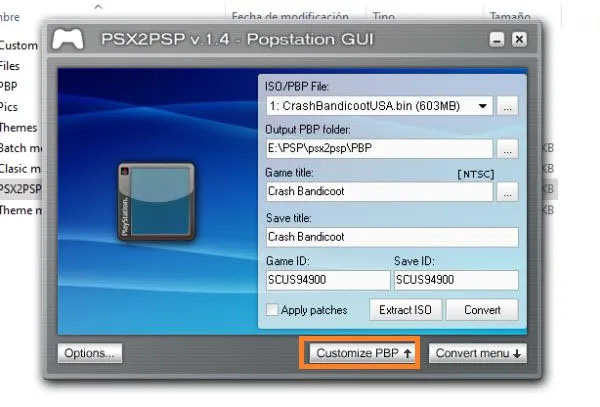 mbre Fecha de modificación Tipo Tamaño
PSX2PSP v.1.4 - Popstation GUI
Custom
Files
PBP
Pics
Themes
Batch m
Clasic m
PSX2PSP
Theme m
KB
KB
KB
KB
PlayStation
ISO/PBP File:
1: CrashBandicootUSA.bin (603MB) ...
Output PBP folder:
E:\PSP\psx2psp\PBP ...
Game title: [NTSC]
Crash Bandicoot ...
Save title:
Crash Bandicoot
Game ID: Save ID:
SCUS94900 SCUS94900
Apply patches Extract ISO Convert
Options... Customize PBP ↑ Convert menu ↓